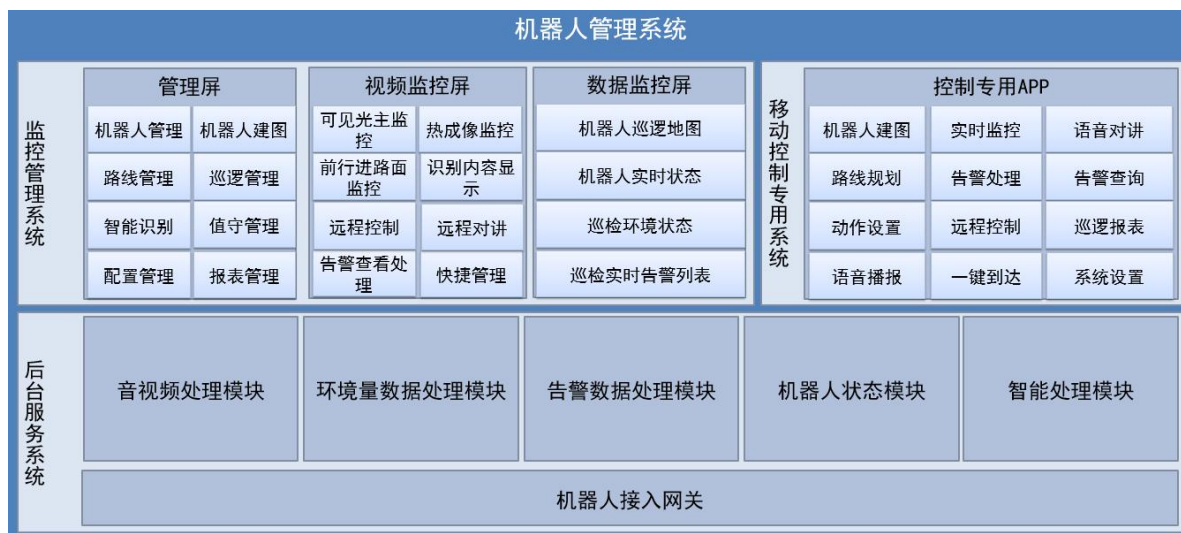 机器人管理系统
监控管理系统
管理屏
机器人管理
机器人建图
路线管理
巡逻管理
智能识别
值守管理
配置管理
报表管理
视频监控屏
可见光主监
控
热成像监控
前行进路面
监控
识别内容显
示
远程控制
远程对讲
告警查看处
理
快捷管理
数据监控屏
机器人巡逻地图
机器人实时状态
巡检环境状态
巡检实时告警列表
移动控制专用系统
控制专用APP
机器人建图
实时监控
语音对讲
路线规划
告警处理
告警查询
动作设置
远程控制
巡逻报表
语音播报
一键到达
系统设置
后台服务系统
音视频处理模块
环境量数据处理模块
告警数据处理模块
机器人状态模块
智能处理模块
机器人接入网关